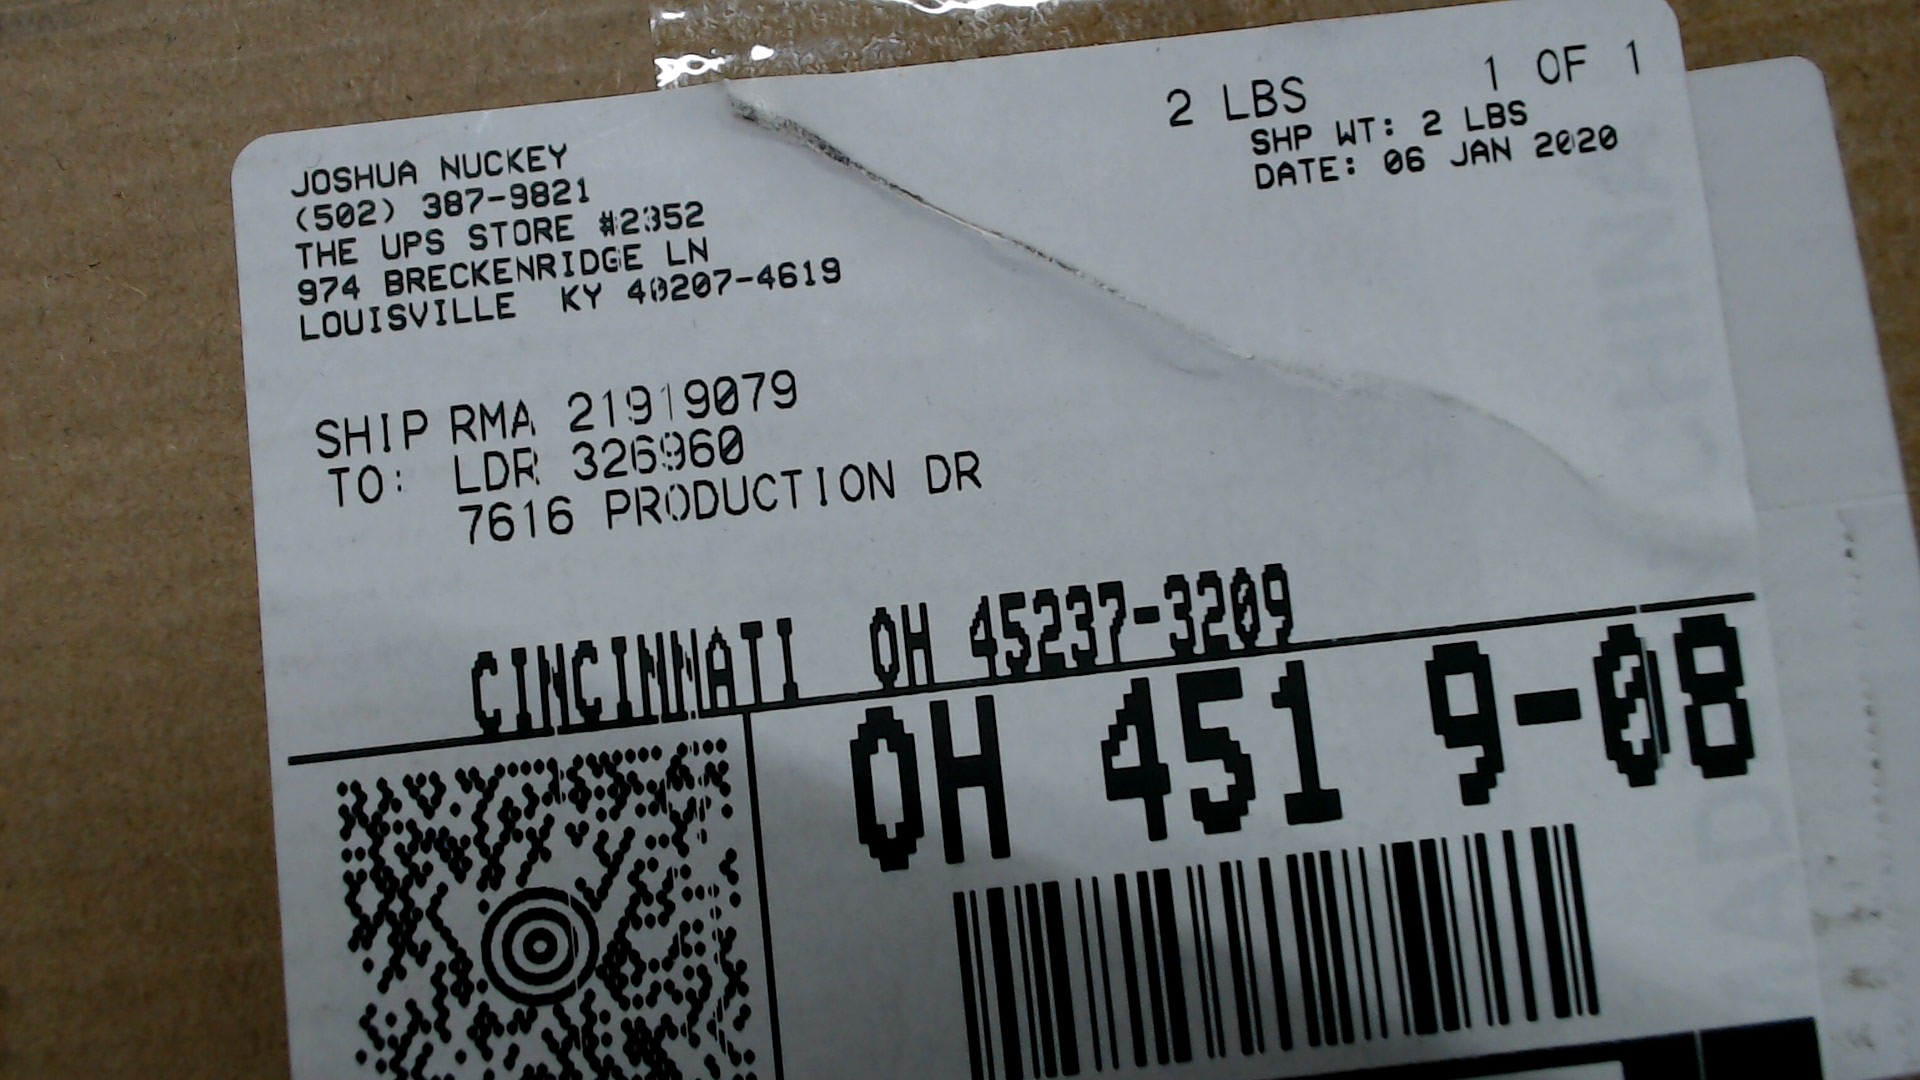 2 LBS 1 OF 1
SHP WT: 2 LBS
DATE: 06 JAN 2020
JOSHUA NUCKEY
(502) 387-9821
THE UPS STORE #2352
974 BRECKENRIDGE LN
LOUISVILLE KY 40207-4619
SHIP RMA 21919079
TO: LDR 326960
7616 PRODUCTION DR
CINCINNATI OH 45237-3209
OH 451 9-08